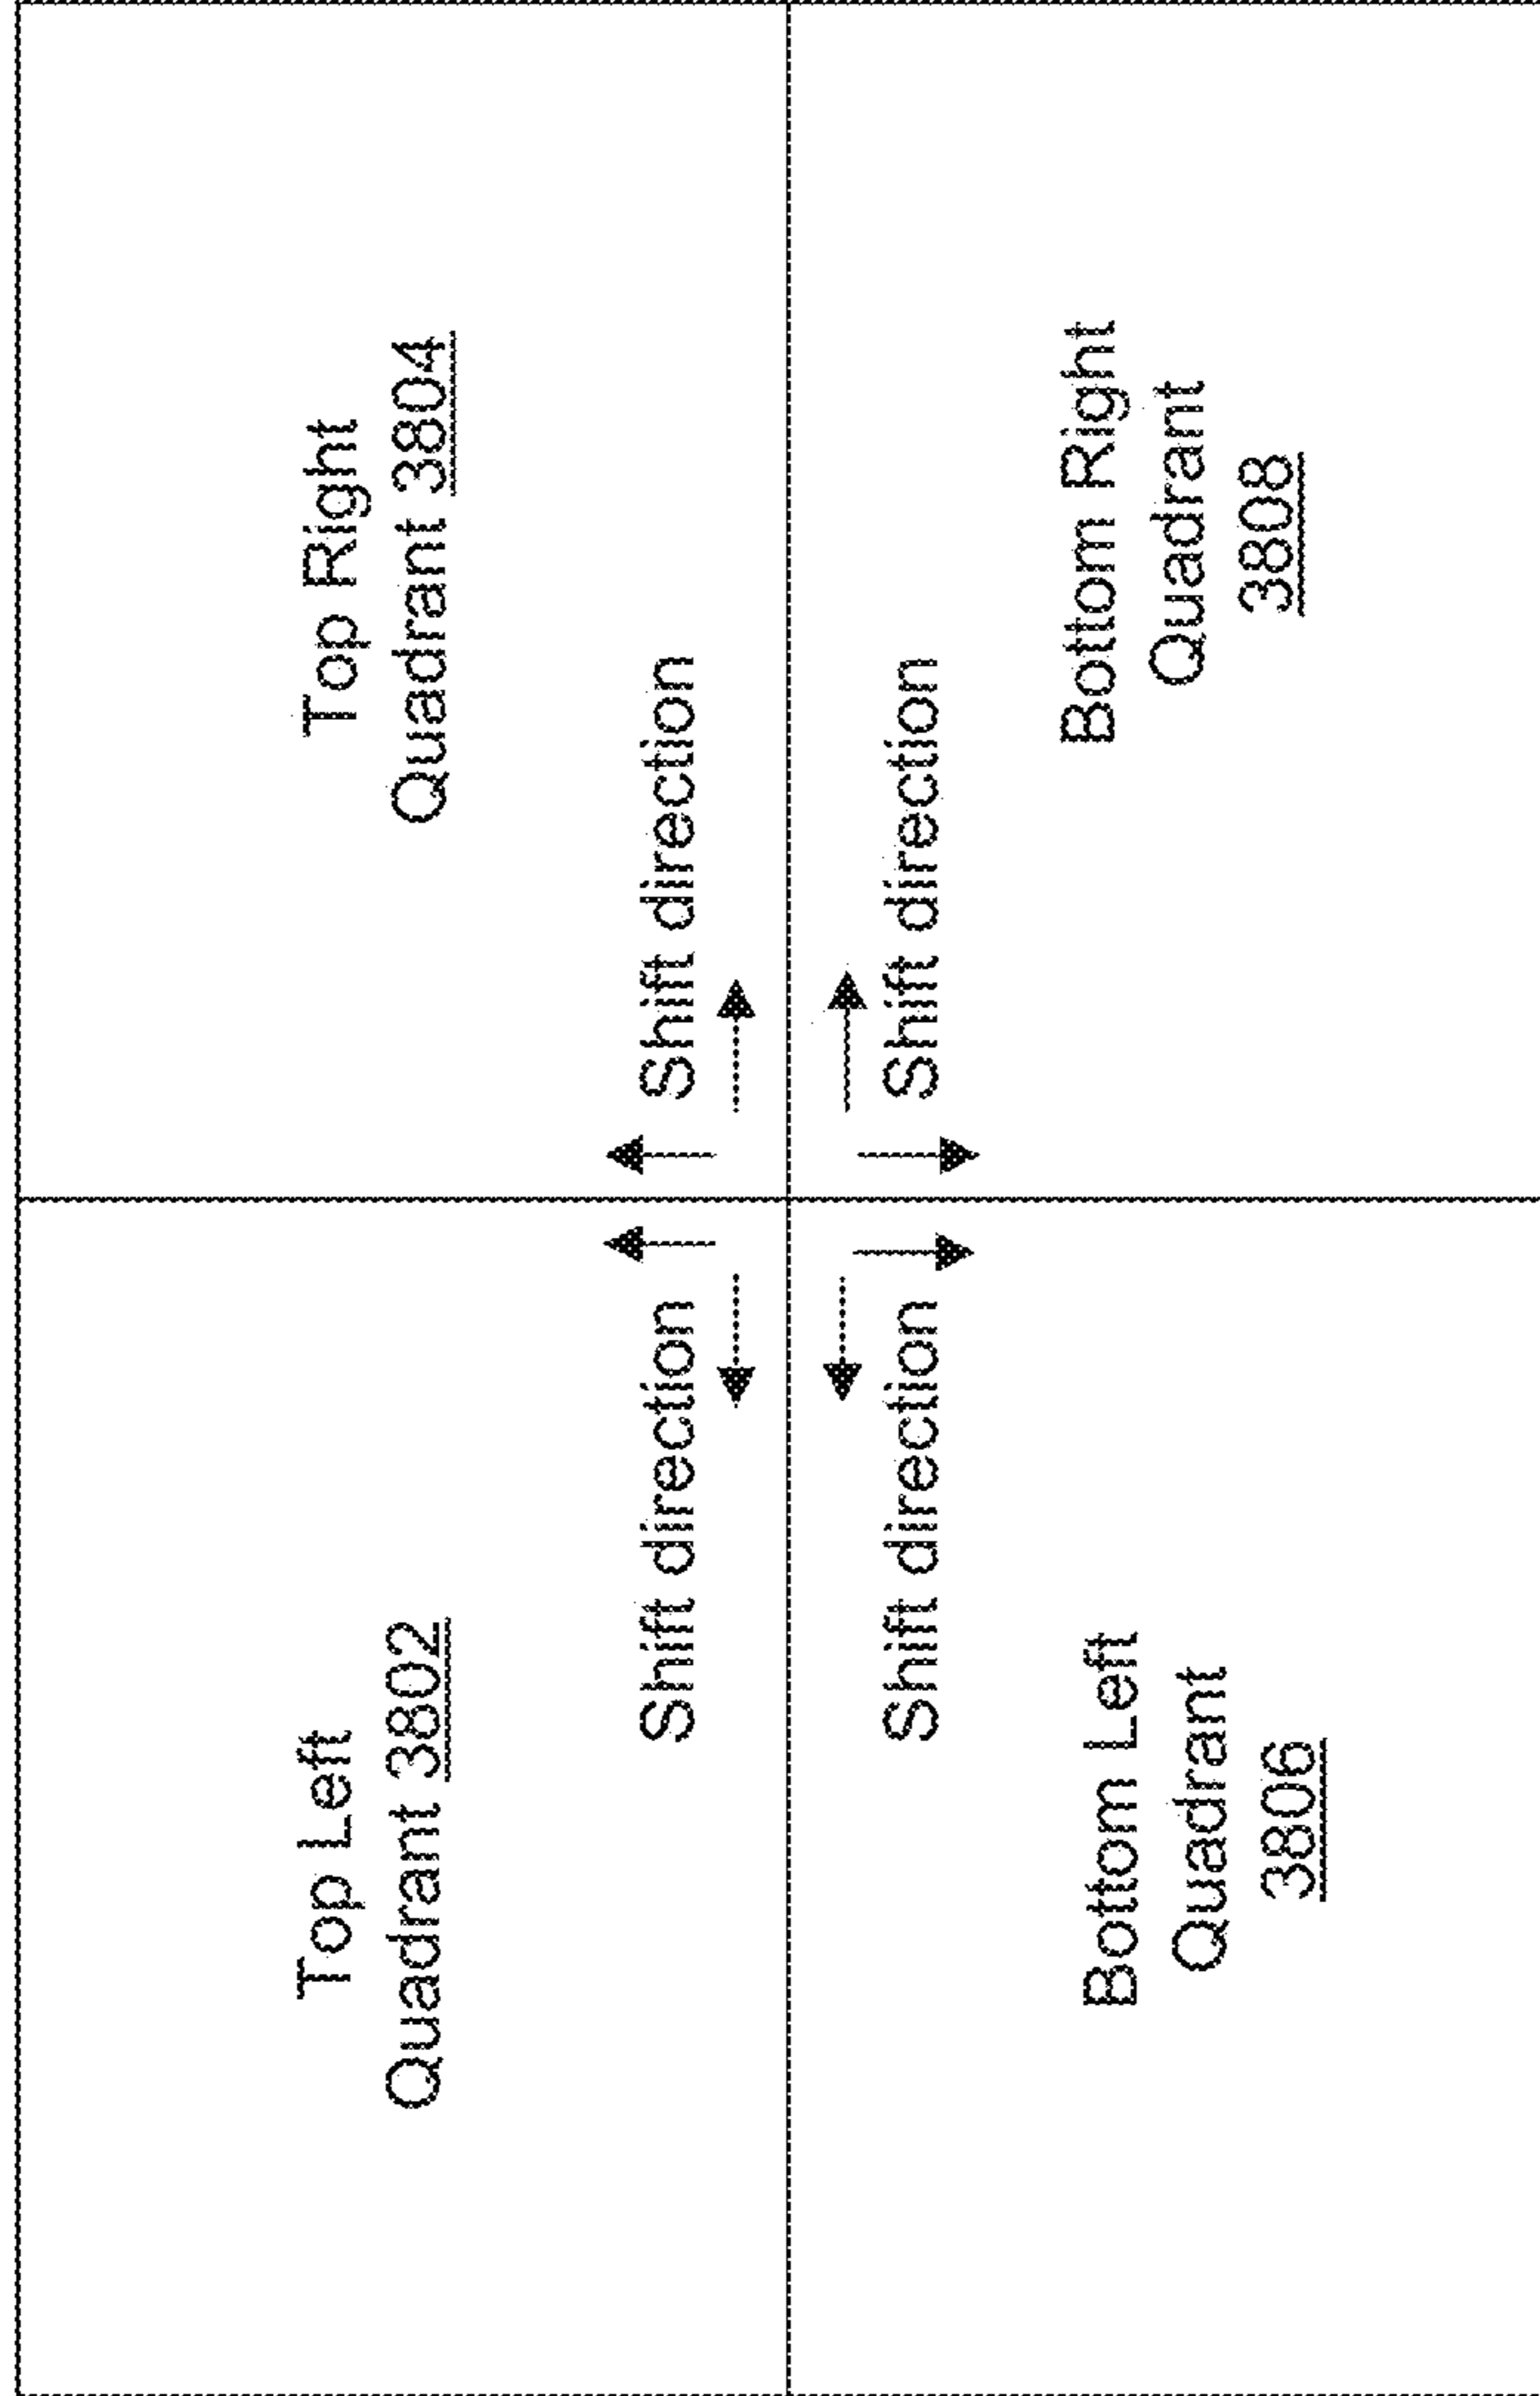 Top Left
Quadrant 3802
Shift direction
Top Right
Quadrant 3804
Shift direction
Shift direction
Bottom Left
Quadrant
3806
Shift direction
Bottom Right
Quadrant
3808